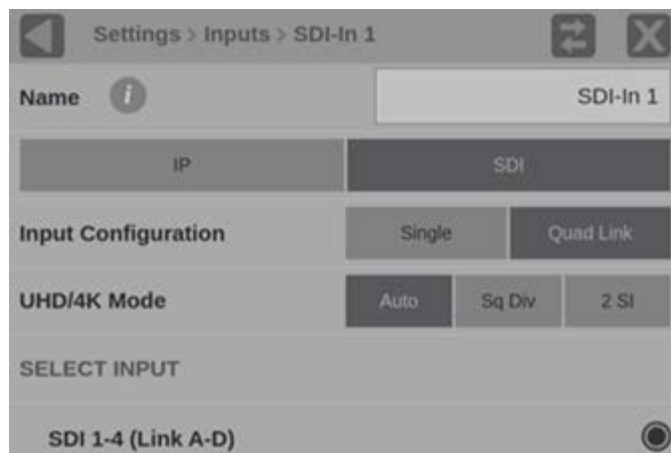 Settings > Inputs > SDI-In 1
Name i SDI-In 1
IP SDI
Input Configuration Single Quad Link
UHD/4K Mode Auto Sq Div 2 SI
SELECT INPUT
SDI 1-4 (Link A-D)